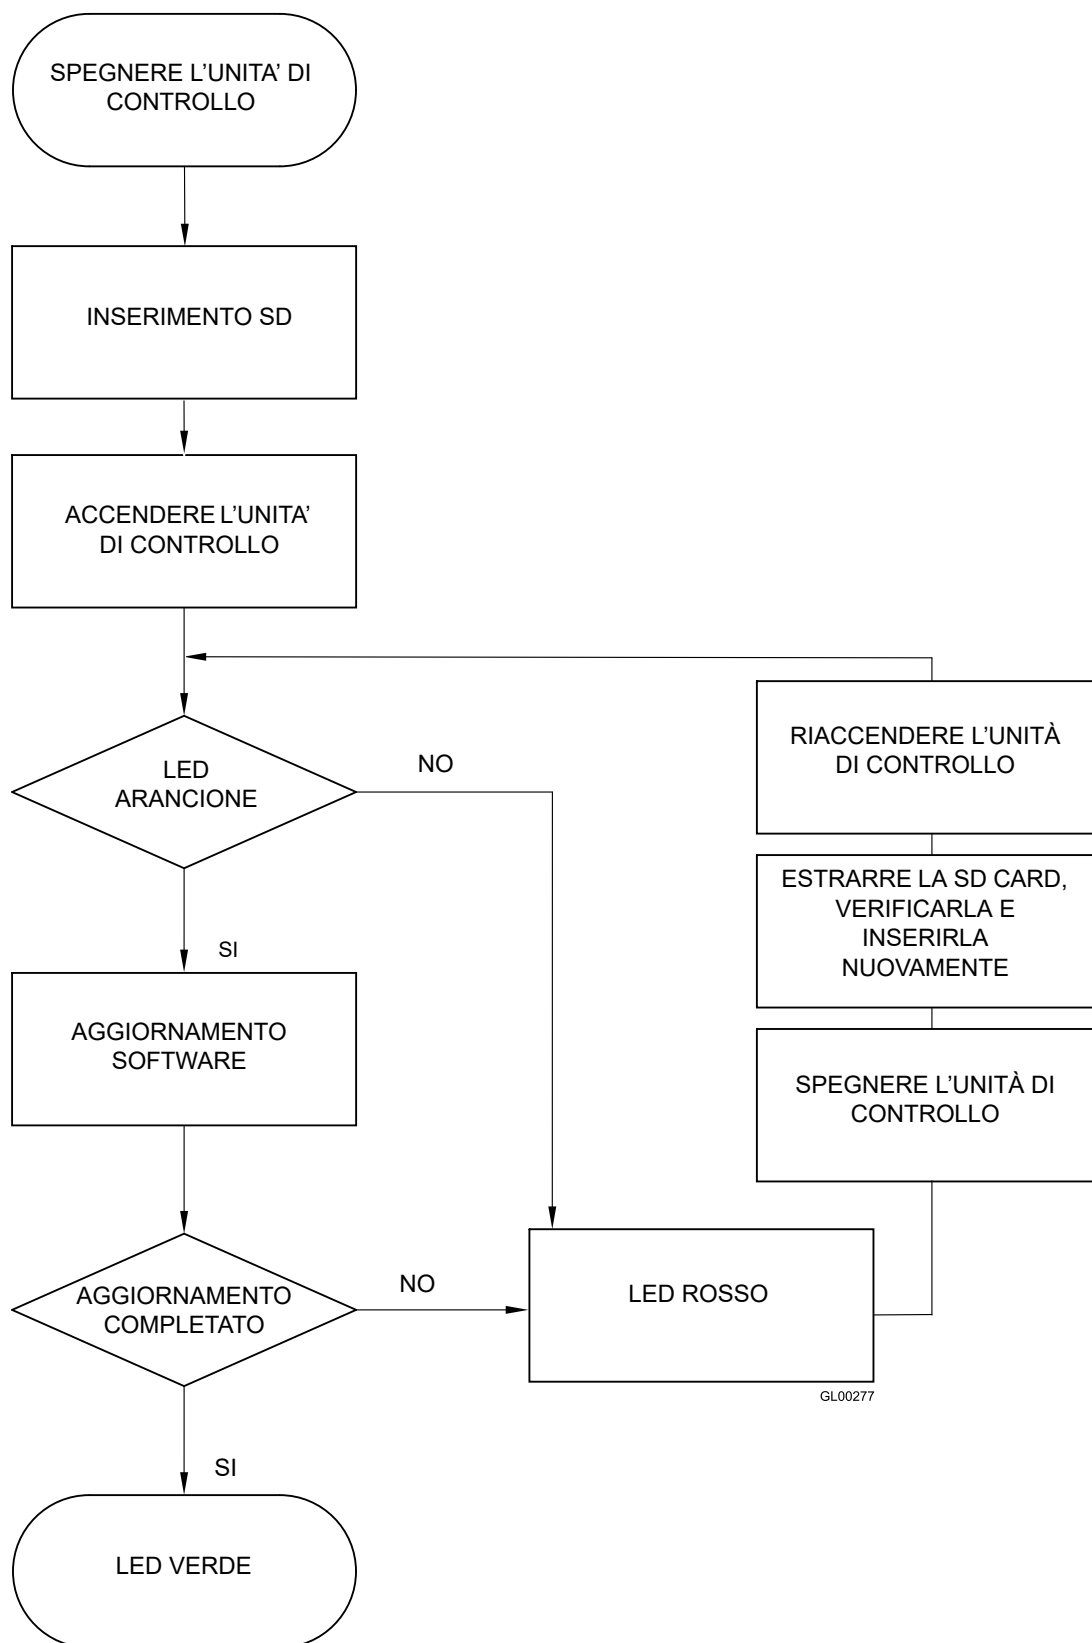 SPEGNERE L'UNITA' DI
CONTROLLO
INSERIMENTO SD
ACCENDERE L'UNITA'
DI CONTROLLO
LED
ARANCIONE
NO
SI
AGGIORNAMENTO
SOFTWARE
AGGIORNAMENTO
COMPLETATO
NO
SI
LED VERDE
LED ROSSO
GL00277
SPEGNERE L'UNITÀ DI
CONTROLLO
ESTRARRE LA SD CARD,
VERIFICARLA E
INSERIRLA
NUOVAMENTE
RIACCENDERE L'UNITÀ
DI CONTROLLO